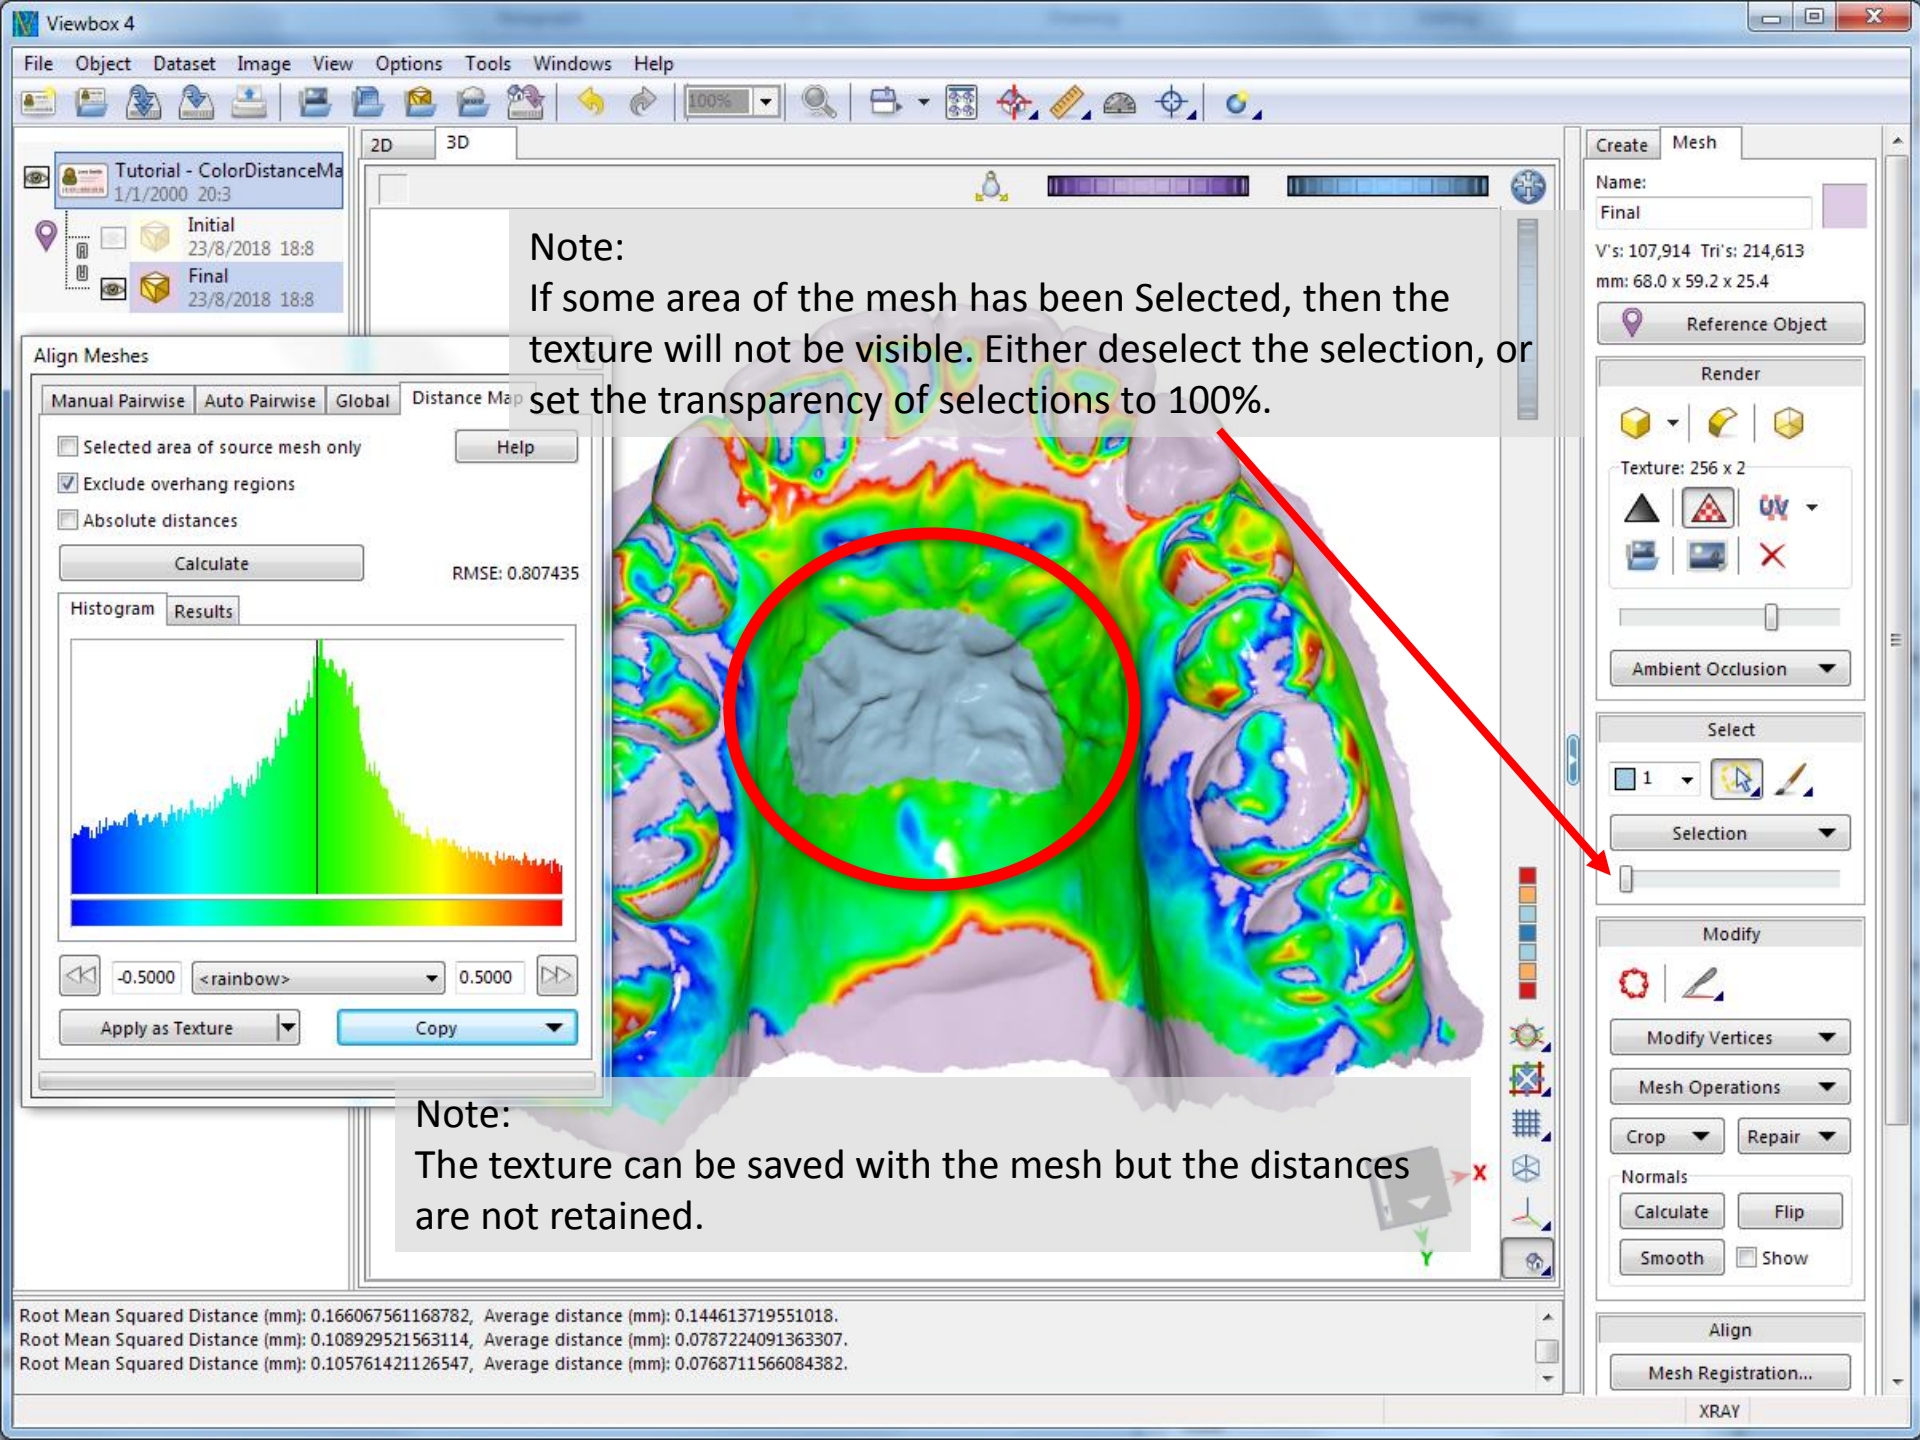 Viewbox 4
File Object Dataset Image View Options Tools Windows Help
100%
2D 3D
Tutorial - ColorDistanceMa
1/1/2000 20:3
Initial
23/8/2018 18:8
Final
23/8/2018 18:8
Note:
If some area of the mesh has been Selected, then the
texture will not be visible. Either deselect the selection, or
set the transparency of selections to 100%.
Align Meshes
Manual Pairwise Auto Pairwise Global Distance Map
Selected area of source mesh only Help
Exclude overhang regions
Absolute distances
Calculate RMSE: 0.807435
Histogram Results
-0.5000 <rainbow> 0.5000
Apply as Texture Copy
Note:
The texture can be saved with the mesh but the distances
are not retained.
X
Y
Create Mesh
Name:
Final
V's: 107,914 Tri's: 214,613
mm: 68.0 x 59.2 x 25.4
Reference Object
Render
Texture: 256 x 2
UV
Ambient Occlusion
Select
1
Selection
Modify
Modify Vertices
Mesh Operations
Crop Repair
Normals
Calculate Flip
Smooth Show
Align
Mesh Registration...
Root Mean Squared Distance (mm): 0.166067561168782, Average distance (mm): 0.144613719551018.
Root Mean Squared Distance (mm): 0.108929521563114, Average distance (mm): 0.0787224091363307.
Root Mean Squared Distance (mm): 0.105761421126547, Average distance (mm): 0.0768711566084382.
XRAY